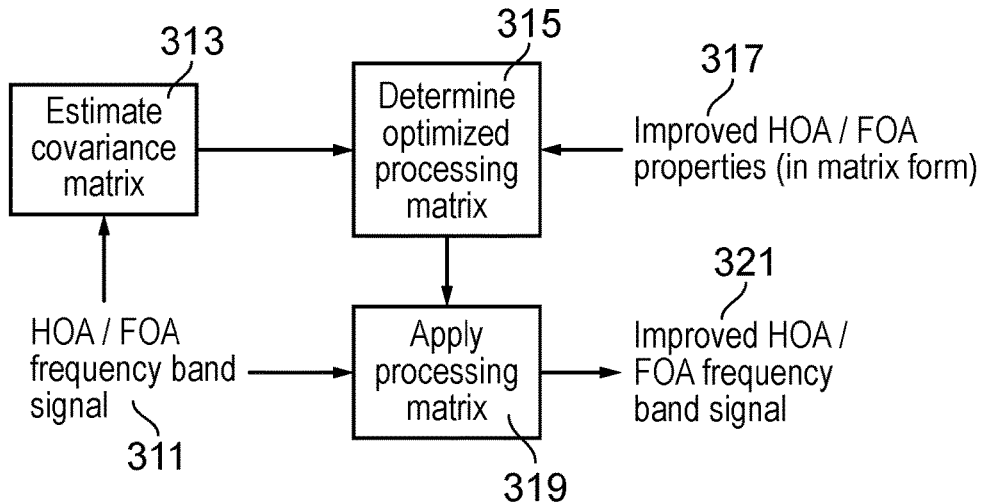 313
Estimate
covariance
matrix
315
Determine
optimized
processing
matrix
317
Improved HOA / FOA
properties (in matrix form)
HOA / FOA
frequency band
signal
311
Apply
processing
matrix
319
321
Improved HOA /
FOA frequency
band signal